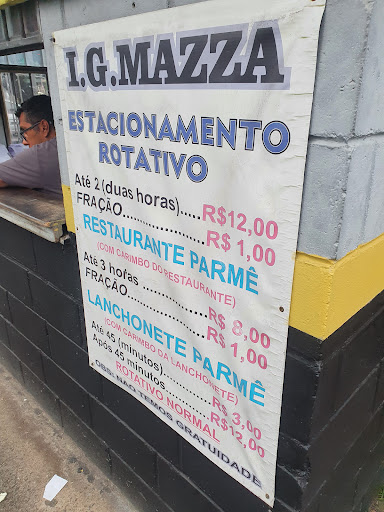 I.G.MAZZA
ESTACIONAMENTO
ROTATIVO
Até 2 (duas horas).....R$12,00
FRAÇÃO....................R$ 1,00
RESTAURANTE PARMÊ
(COM CARIMBO DO RESTAURANTE)
Até 3 horas ................R$ 8,00
FRAÇÃO....................R$ 1,00
LANCHONETE PARMÊ
(COM CARIMBO DA LANCHONETE)
Até 45 (minutos)...........R$ 3,00
Após 45 minutos...........R$12,00
ROTATIVO NORMAL
OBS: NÃO TEMOS GRATUIDADE